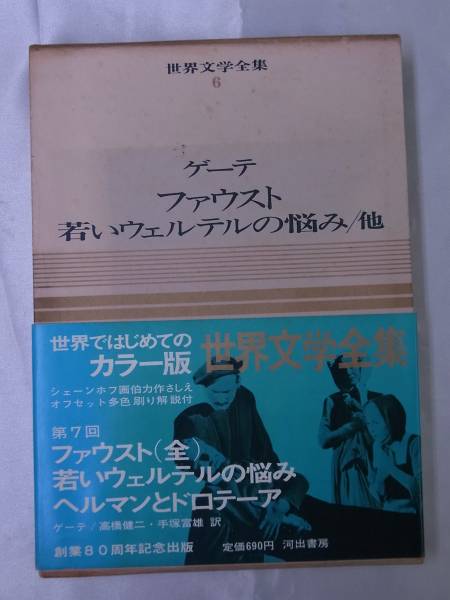 世界文学全集
6
ゲーテ
ファウスト
若いウェルテルの悩み/他
世界ではじめての
カラー版
世界文学全集
シェーンホフ画伯力作さしえ
オフセット多色刷り解説付
第7回
ファウスト(全)
若いウェルテルの悩み
ヘルマンとドロテーア
ゲーテ/高橋健二・手塚富雄 訳
創業80周年記念出版
定価690円 河出書房